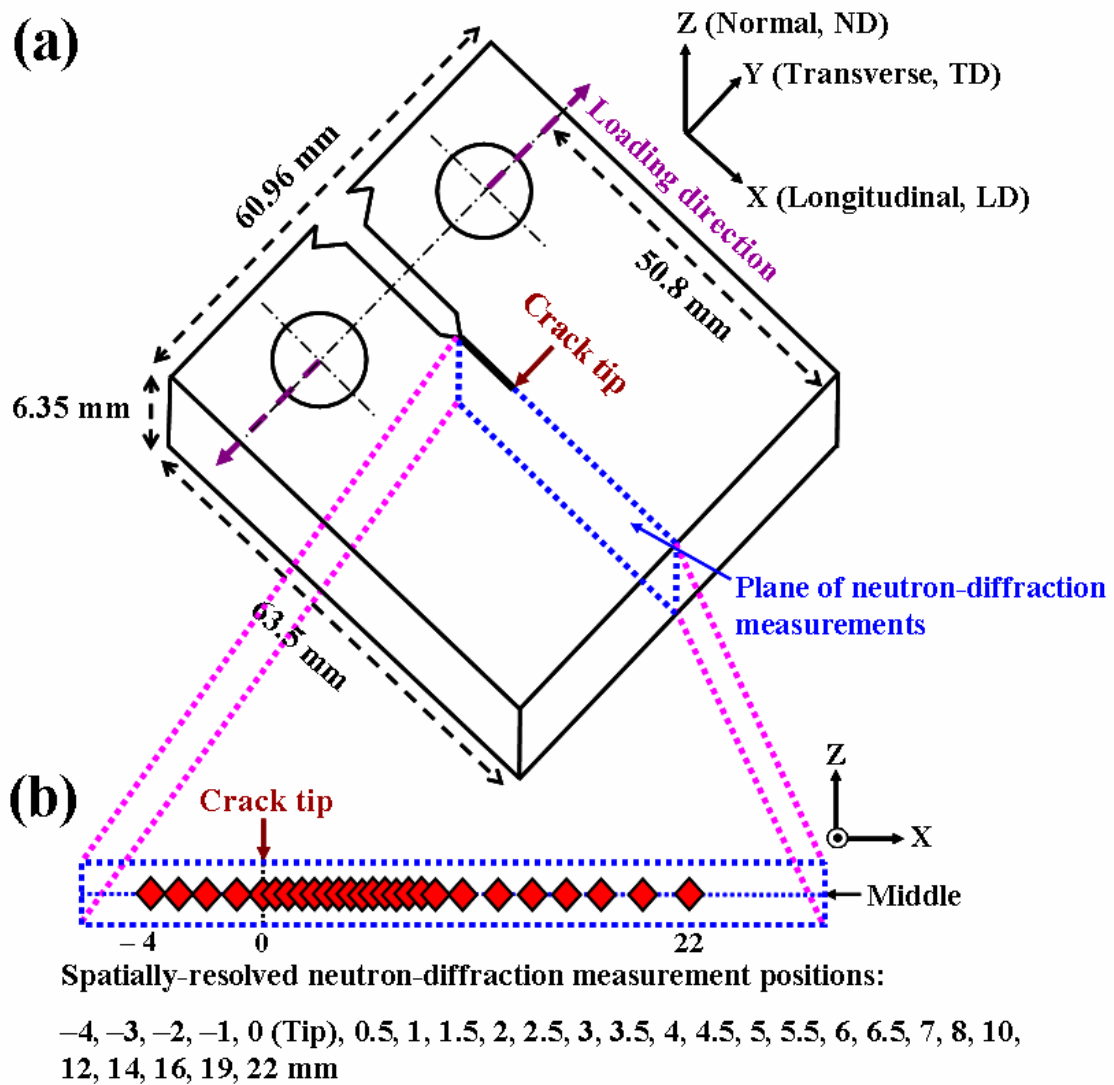 (a)
Z (Normal, ND)
Y (Transverse, TD)
X (Longitudinal, LD)
Loading direction
60.96 mm
50.8 mm
Crack tip
6.35 mm
63.5 mm
Plane of neutron-diffraction
measurements
(b)
Crack tip
Z
X
Middle
– 4
0
22
Spatially-resolved neutron-diffraction measurement positions:
–4, –3, –2, –1, 0 (Tip), 0.5, 1, 1.5, 2, 2.5, 3, 3.5, 4, 4.5, 5, 5.5, 6, 6.5, 7, 8, 10,
12, 14, 16, 19, 22 mm